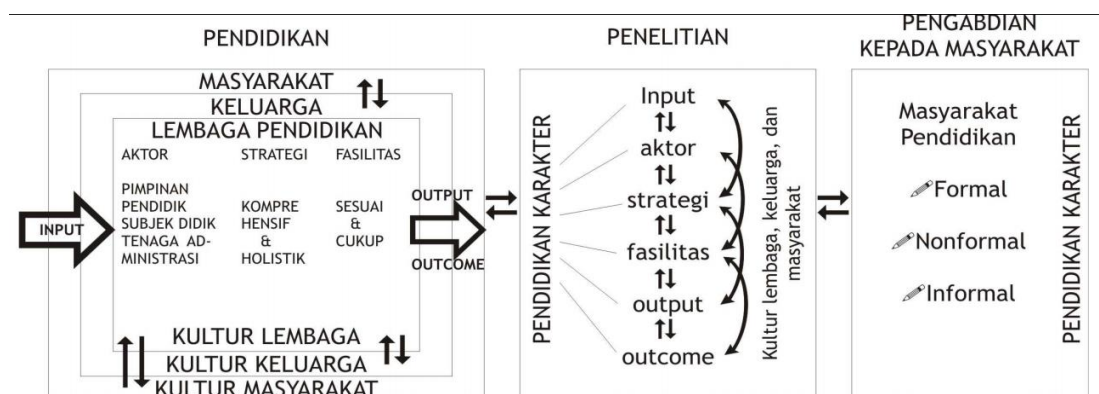 PENDIDIKAN
MASYARAKAT
KELUARGA
LEMBAGA PENDIDIKAN
AKTOR
PIMPINAN
PENDIDIK
SUBJEK DIDIK
TENAGA AD-
MINISTRASI
STRATEGI
KOMPRE
HENSIF
&
HOLISTIK
FASILITAS
SESUAI
&
CUKUP
INPUT
OUTPUT
OUTCOME
KULTUR LEMBAGA
KULTUR KELUARGA
KULTUR MASYARAKAT
PENELITIAN
PENDIDIKAN KARAKTER
Input
aktor
strategi
fasilitas
output
outcome
Kultur lembaga, keluarga, dan
masyarakat
PENGABDIAN
KEPADA MASYARAKAT
Masyarakat
Pendidikan
Formal
Nonformal
Informal
PENDIDIKAN KARAKTER